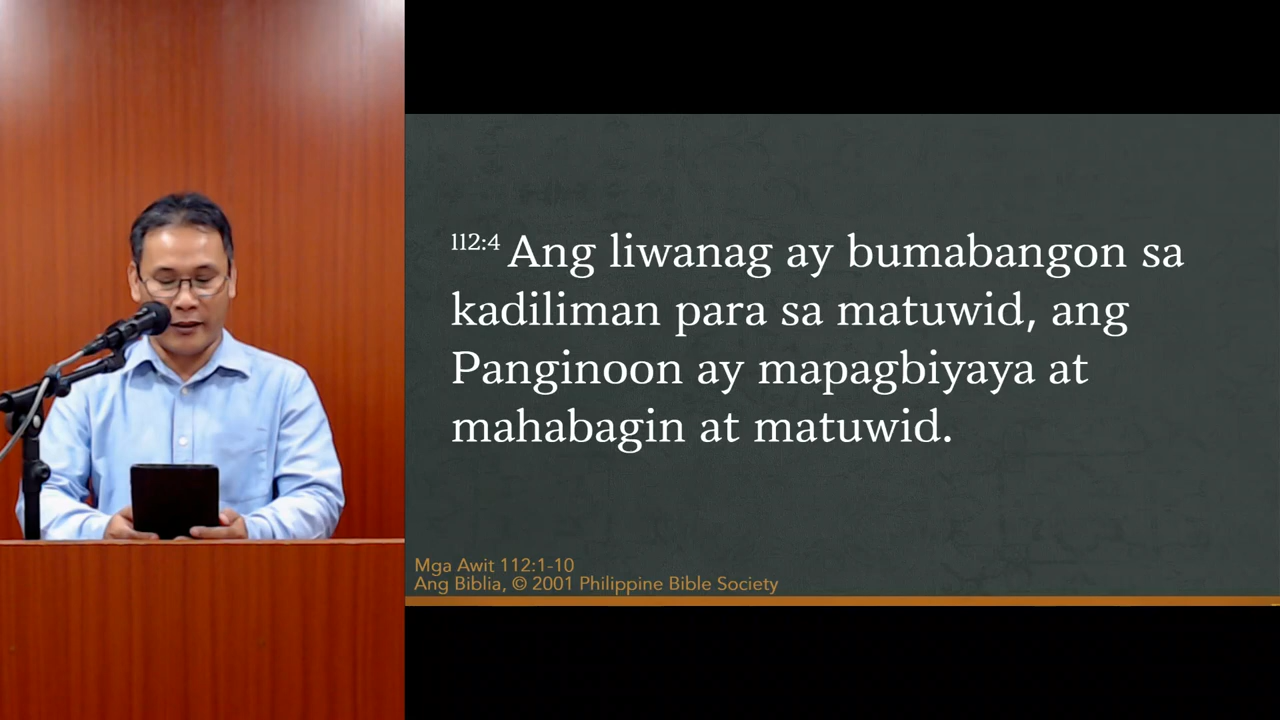 112:4 Ang liwanag ay bumabangon sa
kadiliman para sa matuwid, ang
Panginoon ay mapagbiyaya at
mahabagin at matuwid.
Mga Awit 112:1-10
Ang Biblia, © 2001 Philippine Bible Society